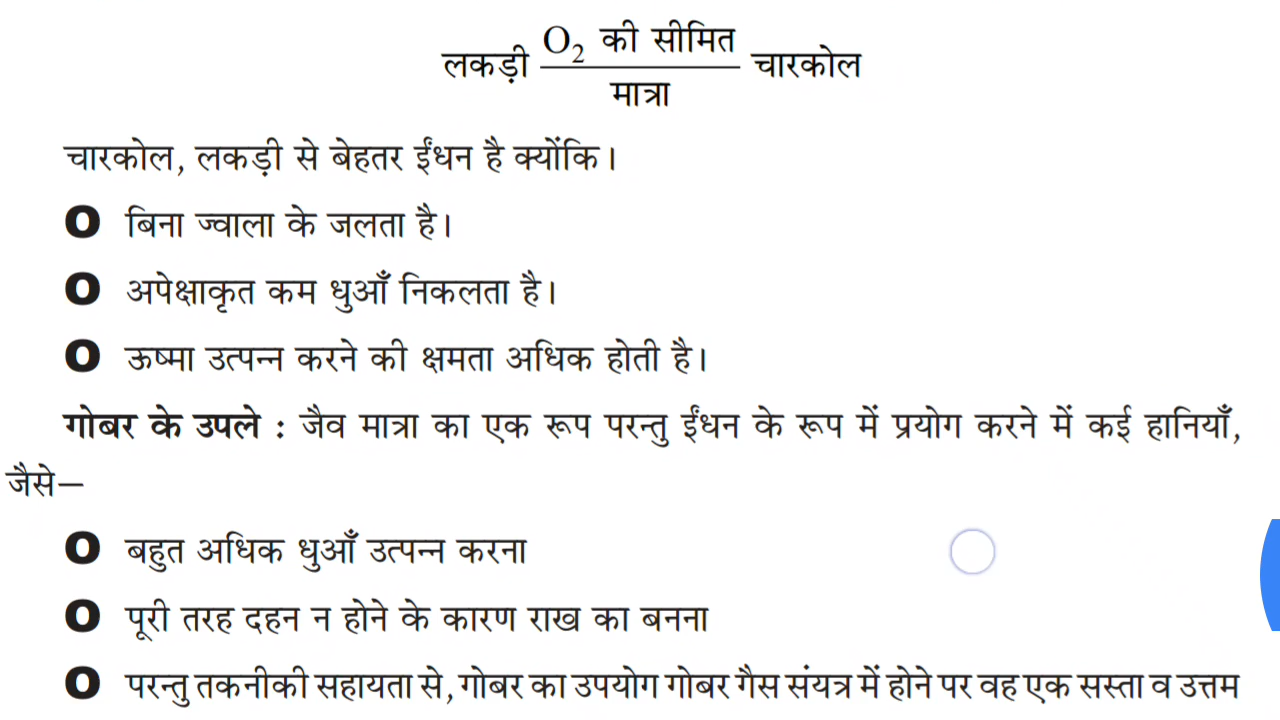 लकड़ी O₂ की सीमित / मात्रा चारकोल
चारकोल, लकड़ी से बेहतर ईंधन है क्योंकि।
O बिना ज्वाला के जलता है।
O अपेक्षाकृत कम धुआँ निकलता है।
O ऊष्मा उत्पन्न करने की क्षमता अधिक होती है।
गोबर के उपले : जैव मात्रा का एक रूप परन्तु ईंधन के रूप में प्रयोग करने में कई हानियाँ,
जैसे—
O बहुत अधिक धुआँ उत्पन्न करना
O पूरी तरह दहन न होने के कारण राख का बनना
O परन्तु तकनीकी सहायता से, गोबर का उपयोग गोबर गैस संयत्र में होने पर वह एक सस्ता व उत्तम